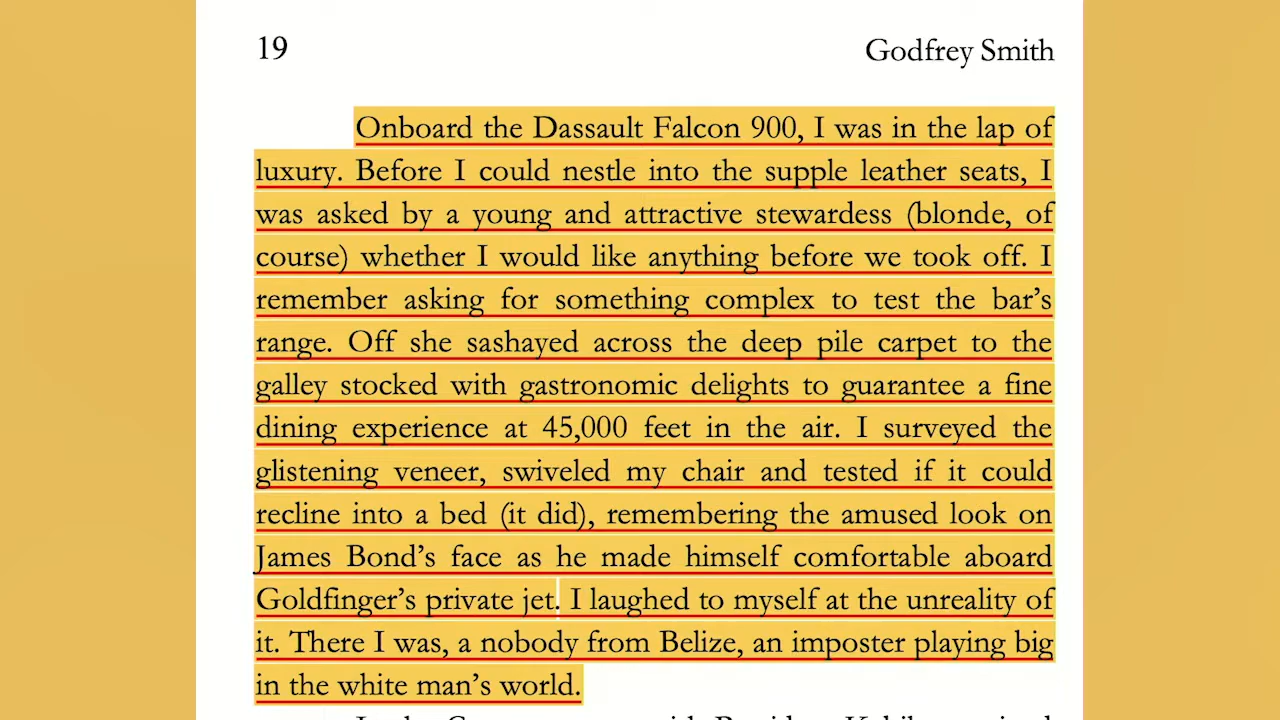 19
Godfrey Smith
Onboard the Dassault Falcon 900, I was in the lap of
luxury. Before I could nestle into the supple leather seats, I
was asked by a young and attractive stewardess (blonde, of
course) whether I would like anything before we took off. I
remember asking for something complex to test the bar’s
range. Off she sashayed across the deep pile carpet to the
galley stocked with gastronomic delights to guarantee a fine
dining experience at 45,000 feet in the air. I surveyed the
glistening veneer, swiveled my chair and tested if it could
recline into a bed (it did), remembering the amused look on
James Bond’s face as he made himself comfortable aboard
Goldfinger’s private jet. I laughed to myself at the unreality of
it. There I was, a nobody from Belize, an imposter playing big
in the white man’s world.